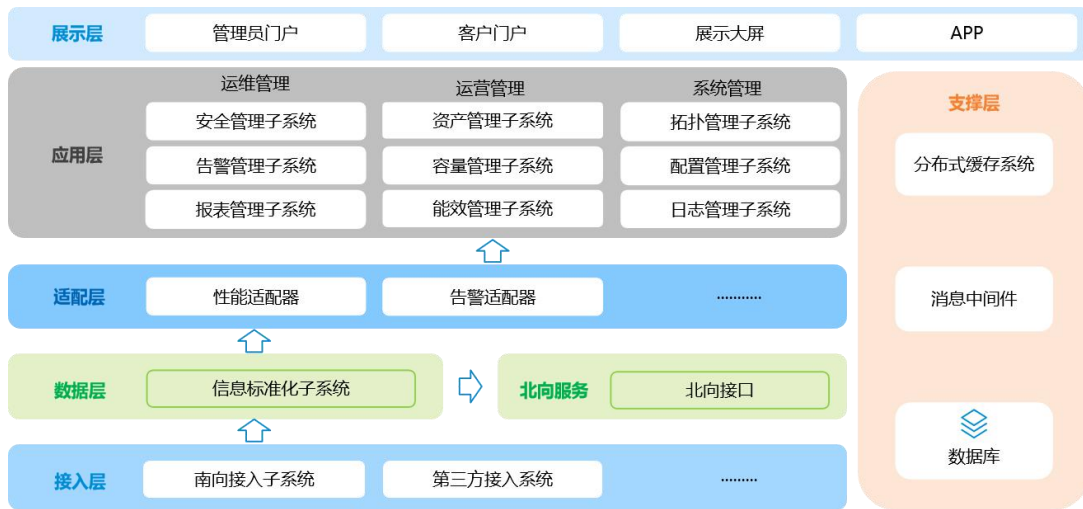 展示层
管理员门户
客户门户
展示大屏
APP
应用层
运维管理
运营管理
系统管理
安全管理子系统
资产管理子系统
拓扑管理子系统
告警管理子系统
容量管理子系统
配置管理子系统
报表管理子系统
能效管理子系统
日志管理子系统
适配层
性能适配器
告警适配器
...........
数据层
信息标准化子系统
北向服务
北向接口
接入层
南向接入子系统
第三方接入系统
.........
支撑层
分布式缓存系统
消息中间件
数据库